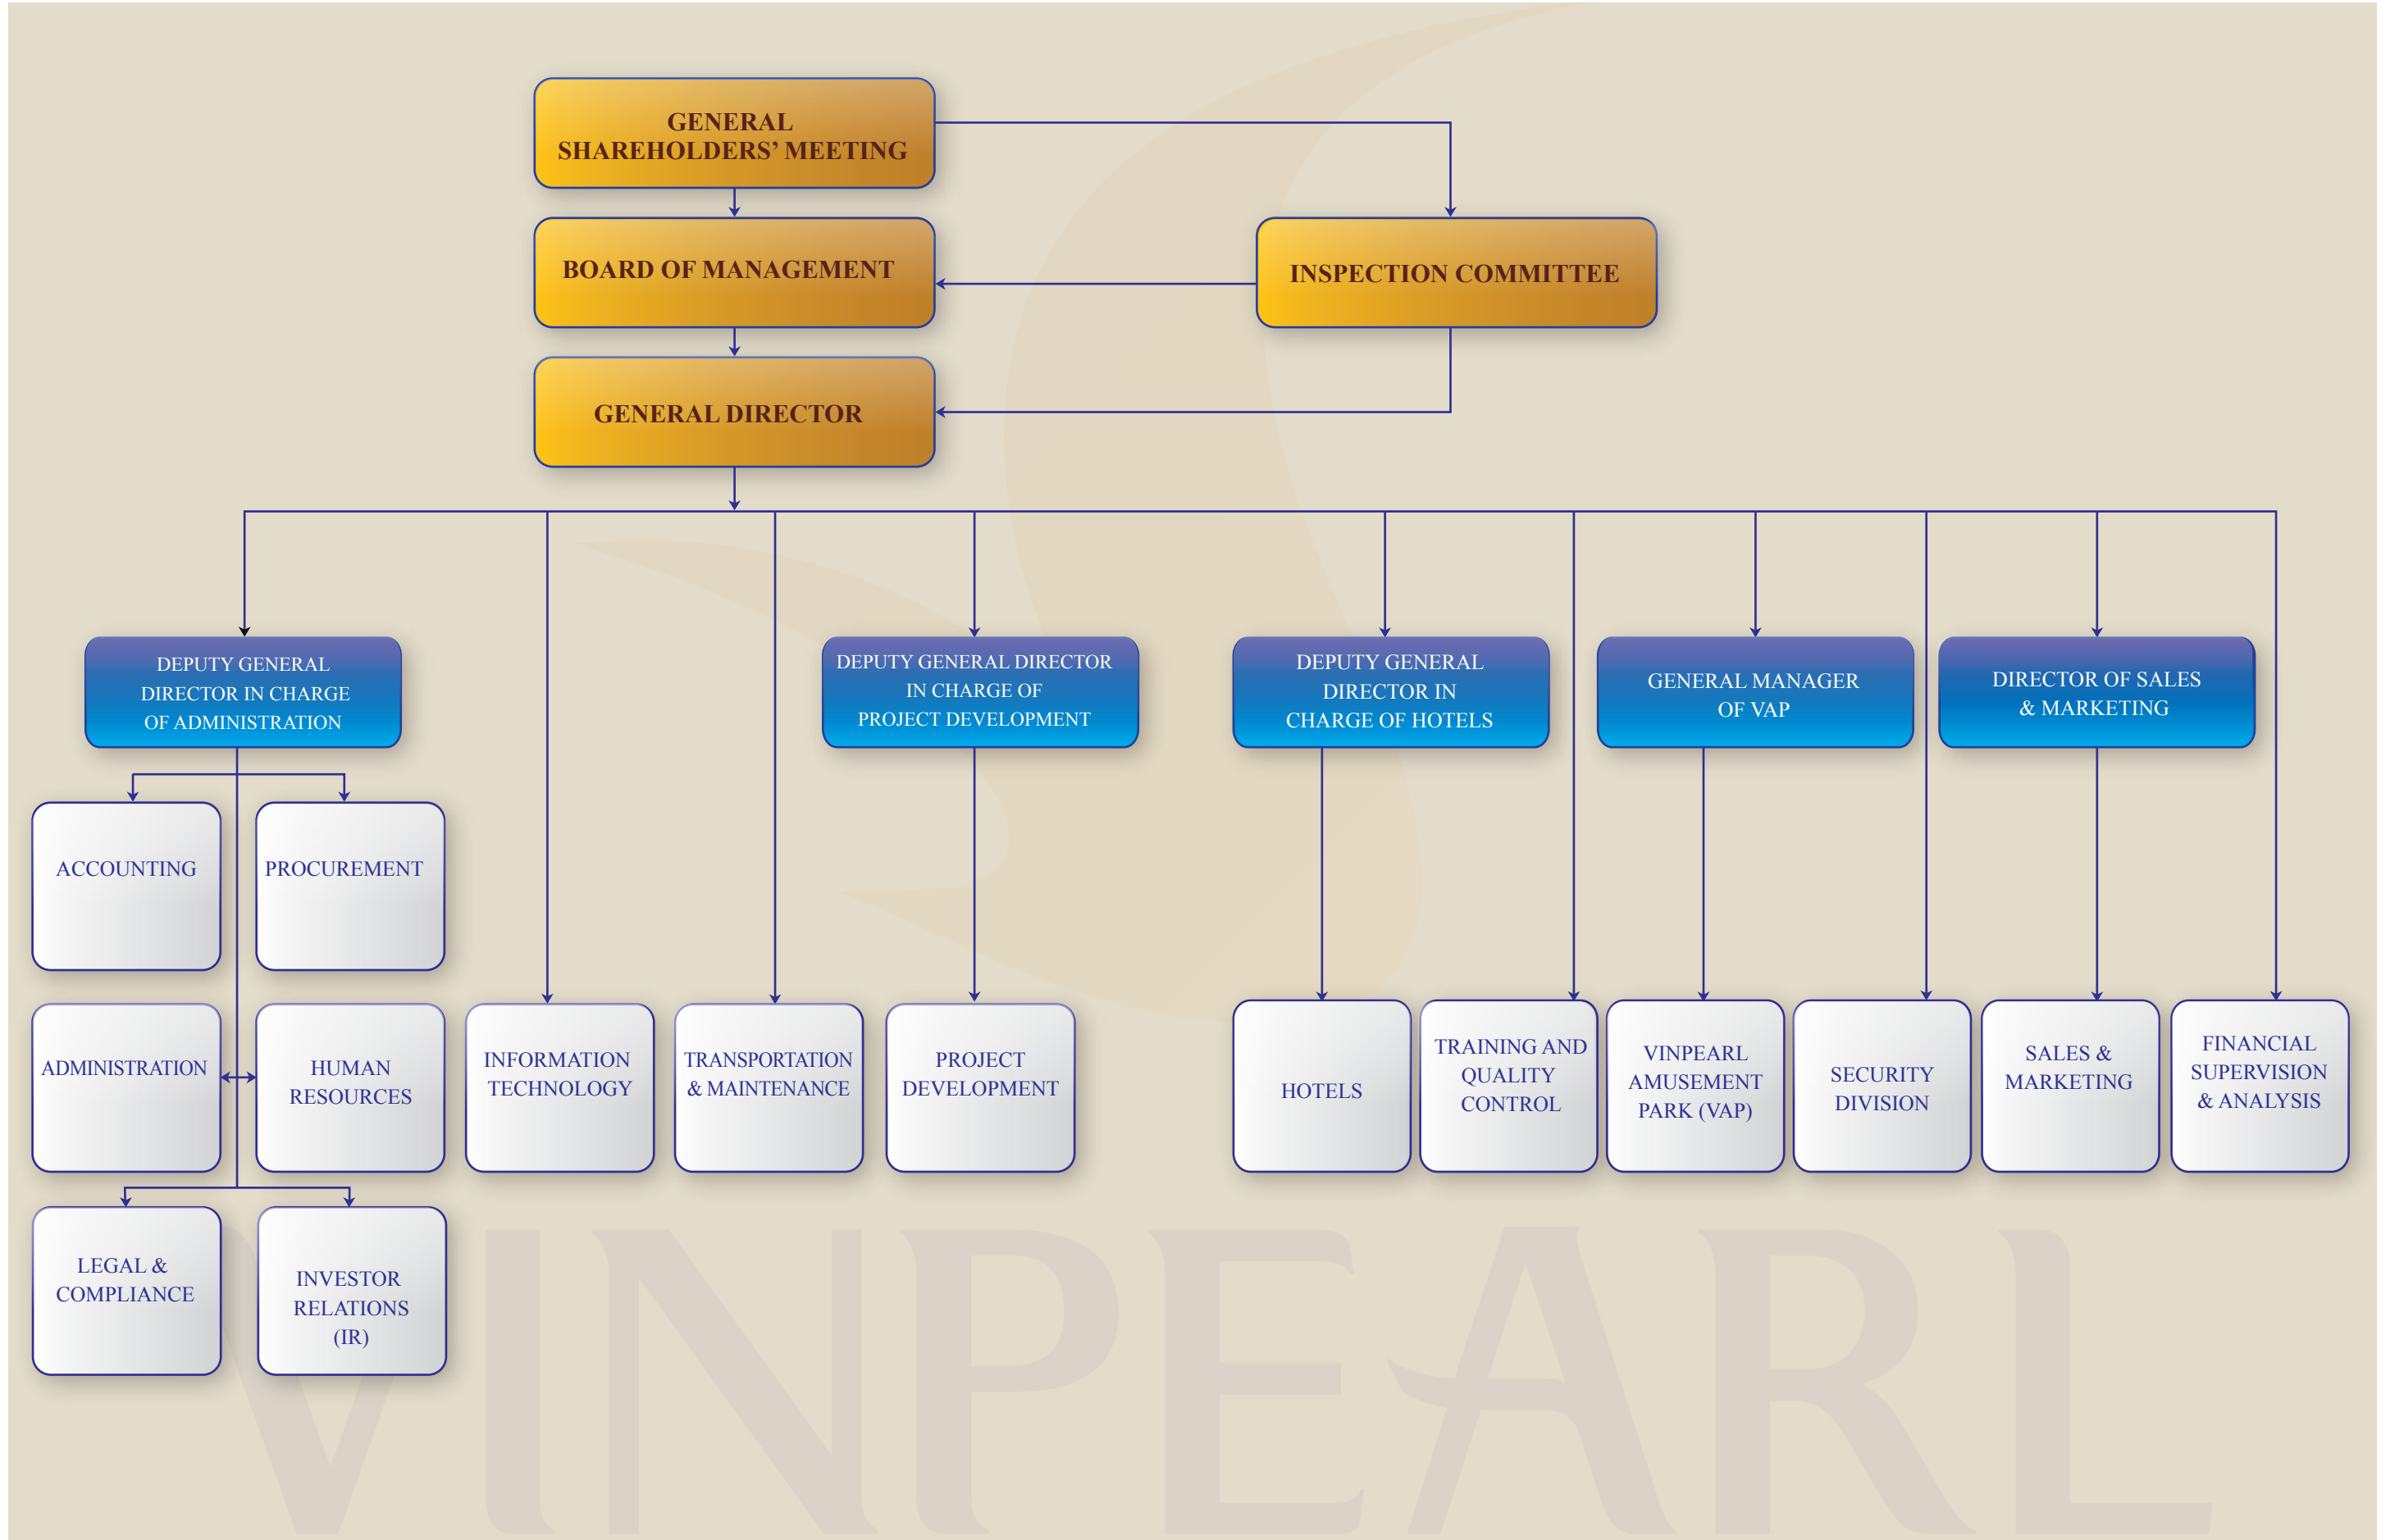 GENERAL
SHAREHOLDERS’ MEETING
BOARD OF MANAGEMENT
INSPECTION COMMITTEE
GENERAL DIRECTOR
DEPUTY GENERAL
DIRECTOR IN CHARGE
OF ADMINISTRATION
DEPUTY GENERAL DIRECTOR
IN CHARGE OF
PROJECT DEVELOPMENT
DEPUTY GENERAL
DIRECTOR IN
CHARGE OF HOTELS
GENERAL MANAGER
OF VAP
DIRECTOR OF SALES
& MARKETING
ACCOUNTING
PROCUREMENT
ADMINISTRATION
HUMAN
RESOURCES
INFORMATION
TECHNOLOGY
TRANSPORTATION
& MAINTENANCE
PROJECT
DEVELOPMENT
HOTELS
TRAINING AND
QUALITY
CONTROL
VINPEARL
AMUSEMENT
PARK (VAP)
SECURITY
DIVISION
SALES &
MARKETING
FINANCIAL
SUPERVISION
& ANALYSIS
LEGAL &
COMPLIANCE
INVESTOR
RELATIONS
(IR)
VINPEARL